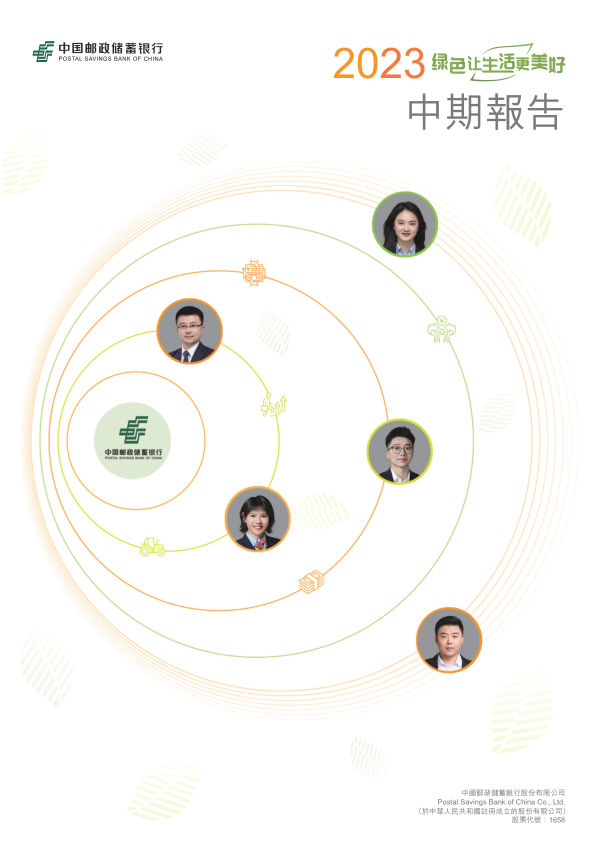 中国邮政储蓄银行
POSTAL SAVINGS BANK OF CHINA
2023 绿色让生活更美好
中期報告
中国邮政储蓄银行
POSTAL SAVINGS BANK OF CHINA
中國郵政儲蓄銀行股份有限公司
Postal Savings Bank of China Co., Ltd.
（於中華人民共和國註冊成立的股份有限公司）
股票代號：1658